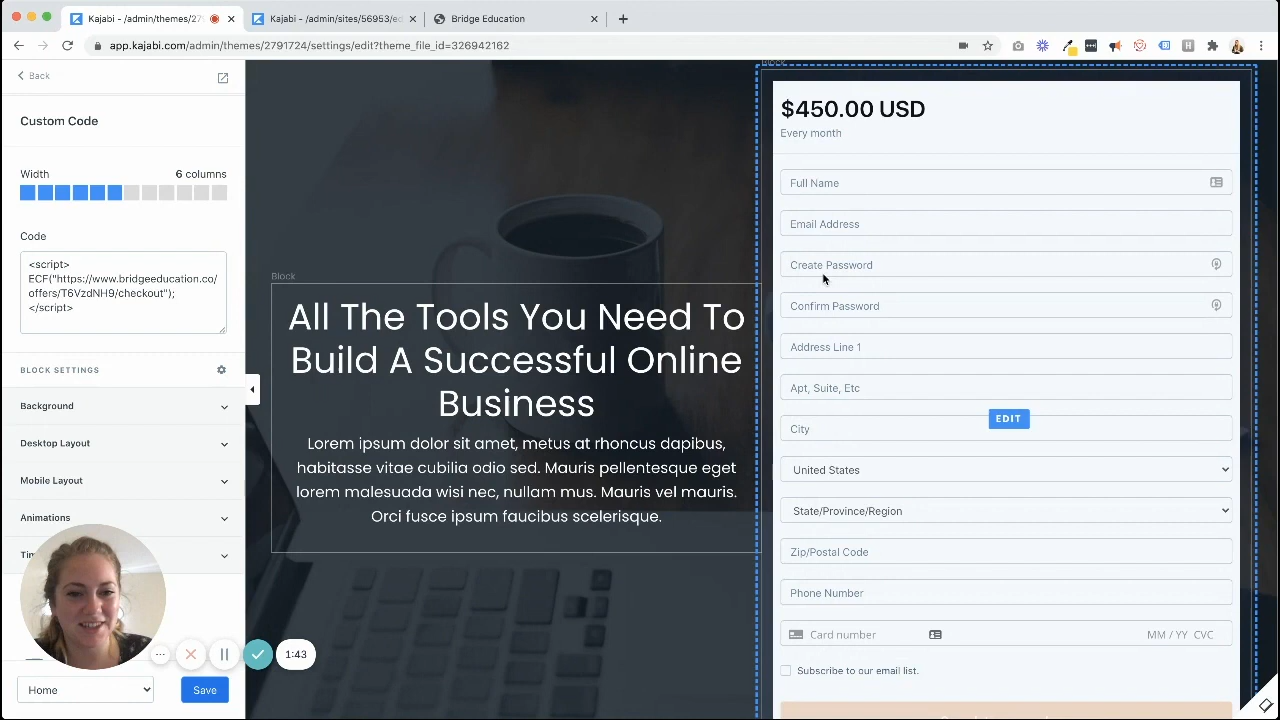 Kajabi - /admin/themes/27
Kajabi - /admin/sites/56953/ed
Bridge Education
app.kajabi.com/admin/themes/2791724/settings/edit?theme_file_id=326942162
Back
Custom Code
Width
6 columns
Code
<script>
ECF("https://www.bridgeeducation.co/
offers/T6VzdNH9/checkout");
</script>
BLOCK SETTINGS
Background
Desktop Layout
Mobile Layout
Animations
1:43
Save
Block
All The Tools You Need To
Build A Successful Online
Business
Lorem ipsum dolor sit amet, metus at rhoncus dapibus,
habitasse vitae cubilia odio sed. Mauris pellentesque eget
lorem malesuada wisi nec, nullam mus. Mauris vel mauris.
Orci fusce ipsum faucibus scelerisque.
Block
$450.00 USD
Every month
Full Name
Email Address
Create Password
Confirm Password
Address Line 1
Apt, Suite, Etc
EDIT
City
United States
State/Province/Region
Zip/Postal Code
Phone Number
Card number
MM / YY CVC
Subscribe to our email list.